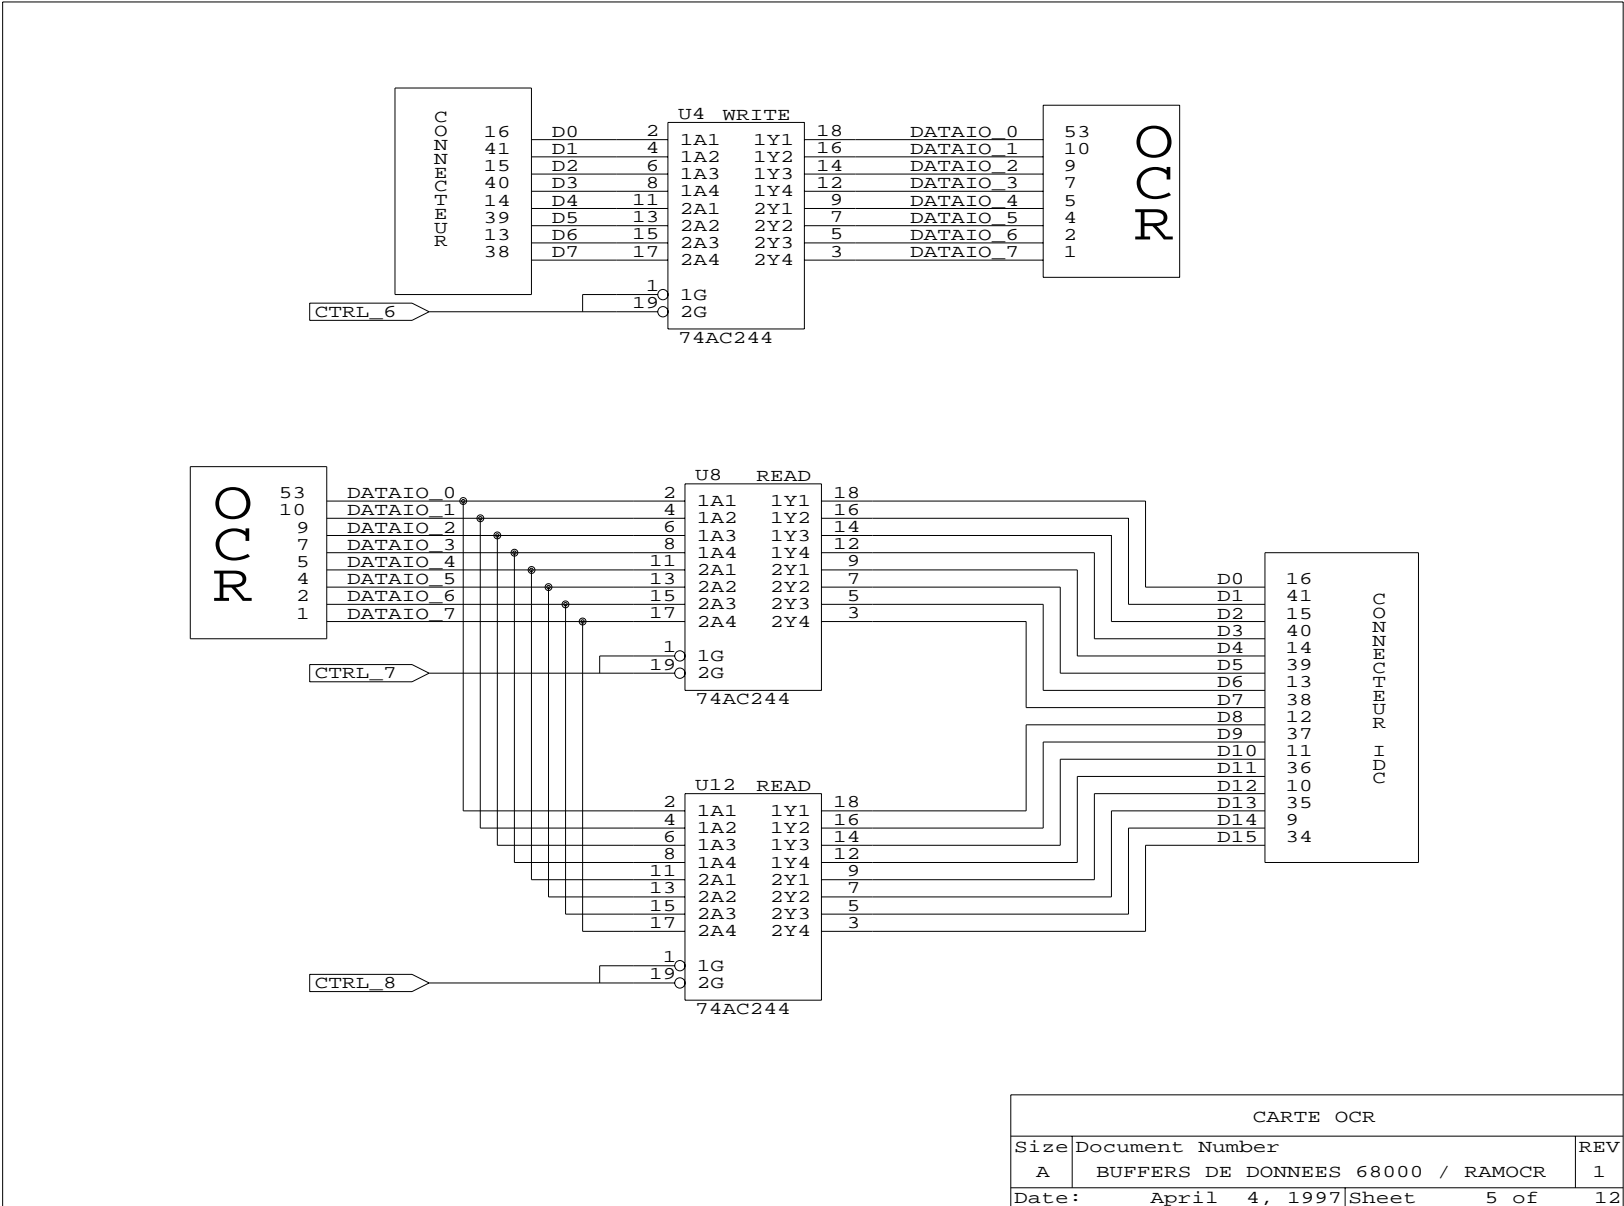 CONNECTEUR
U4 WRITE
OCR
16 D0 2 1A1 1Y1 18 DATAIO_0 53
41 D1 4 1A2 1Y2 16 DATAIO_1 10
15 D2 6 1A3 1Y3 14 DATAIO_2 9
40 D3 8 1A4 1Y4 12 DATAIO_3 7
14 D4 11 2A1 2Y1 9 DATAIO_4 5
39 D5 13 2A2 2Y2 7 DATAIO_5 4
13 D6 15 2A3 2Y3 5 DATAIO_6 2
38 D7 17 2A4 2Y4 3 DATAIO_7 1
1 1G
CTRL_6 19 2G
74AC244
OCR
U8 READ
53 DATAIO_0 2 1A1 1Y1 18
10 DATAIO_1 4 1A2 1Y2 16
9 DATAIO_2 6 1A3 1Y3 14
7 DATAIO_3 8 1A4 1Y4 12
5 DATAIO_4 11 2A1 2Y1 9
4 DATAIO_5 13 2A2 2Y2 7
2 DATAIO_6 15 2A3 2Y3 5
1 DATAIO_7 17 2A4 2Y4 3
1 1G
CTRL_7 19 2G
74AC244
D0 16
D1 41
D2 15
D3 40
D4 14
D5 39
D6 13
D7 38
D8 12
D9 37
D10 11
D11 36
D12 10
D13 35
D14 9
D15 34
CONNECTEUR IDC
U12 READ
2 1A1 1Y1 18
4 1A2 1Y2 16
6 1A3 1Y3 14
8 1A4 1Y4 12
11 2A1 2Y1 9
13 2A2 2Y2 7
15 2A3 2Y3 5
17 2A4 2Y4 3
1 1G
CTRL_8 19 2G
74AC244
CARTE OCR
Size Document Number REV
A BUFFERS DE DONNEES 68000 / RAMOCR 1
Date: April 4, 1997 Sheet 5 of 12